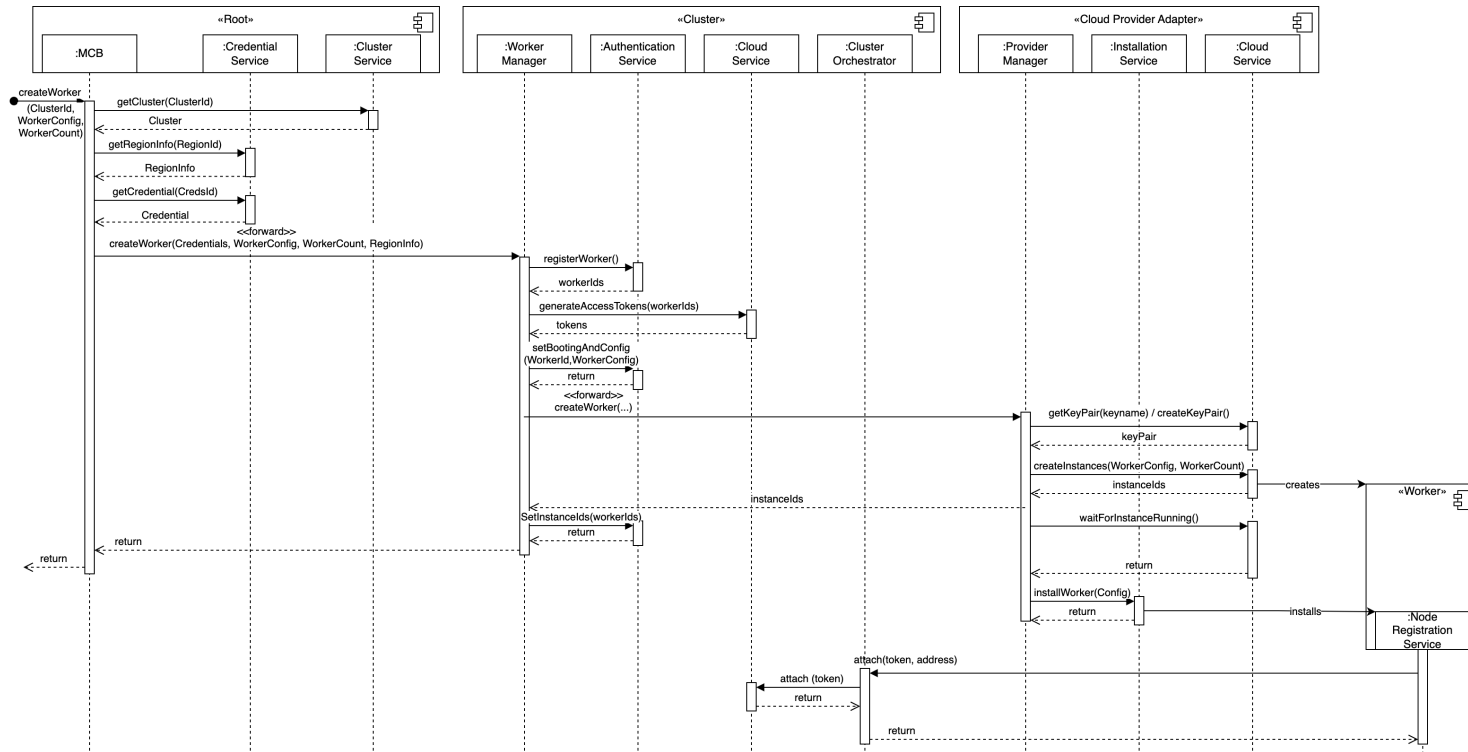 «Root»
«Cluster»
«Cloud Provider Adapter»
:MCB
:Credential
Service
:Cluster
Service
:Worker
Manager
:Authentication
Service
:Cloud
Service
:Cluster
Orchestrator
:Provider
Manager
:Installation
Service
:Cloud
Service
createWorker
(ClusterId,
WorkerConfig,
WorkerCount)
getCluster(ClusterId)
Cluster
getRegionInfo(RegionId)
RegionInfo
getCredential(CredsId)
Credential
<<forward>>
createWorker(Credentials, WorkerConfig, WorkerCount, RegionInfo)
registerWorker()
workerIds
generateAccessTokens(workerIds)
tokens
setBootingAndConfig
(WorkerId,WorkerConfig)
return
<<forward>>
createWorker(...)
getKeyPair(keyname) / createKeyPair()
keyPair
createInstances(WorkerConfig, WorkerCount)
instanceIds
creates
«Worker»
instanceIds
SetInstanceIds(workerIds)
return
waitForInstanceRunning()
return
return
return
installWorker(Config)
return
installs
:Node
Registration
Service
attach(token, address)
attach (token)
return
return